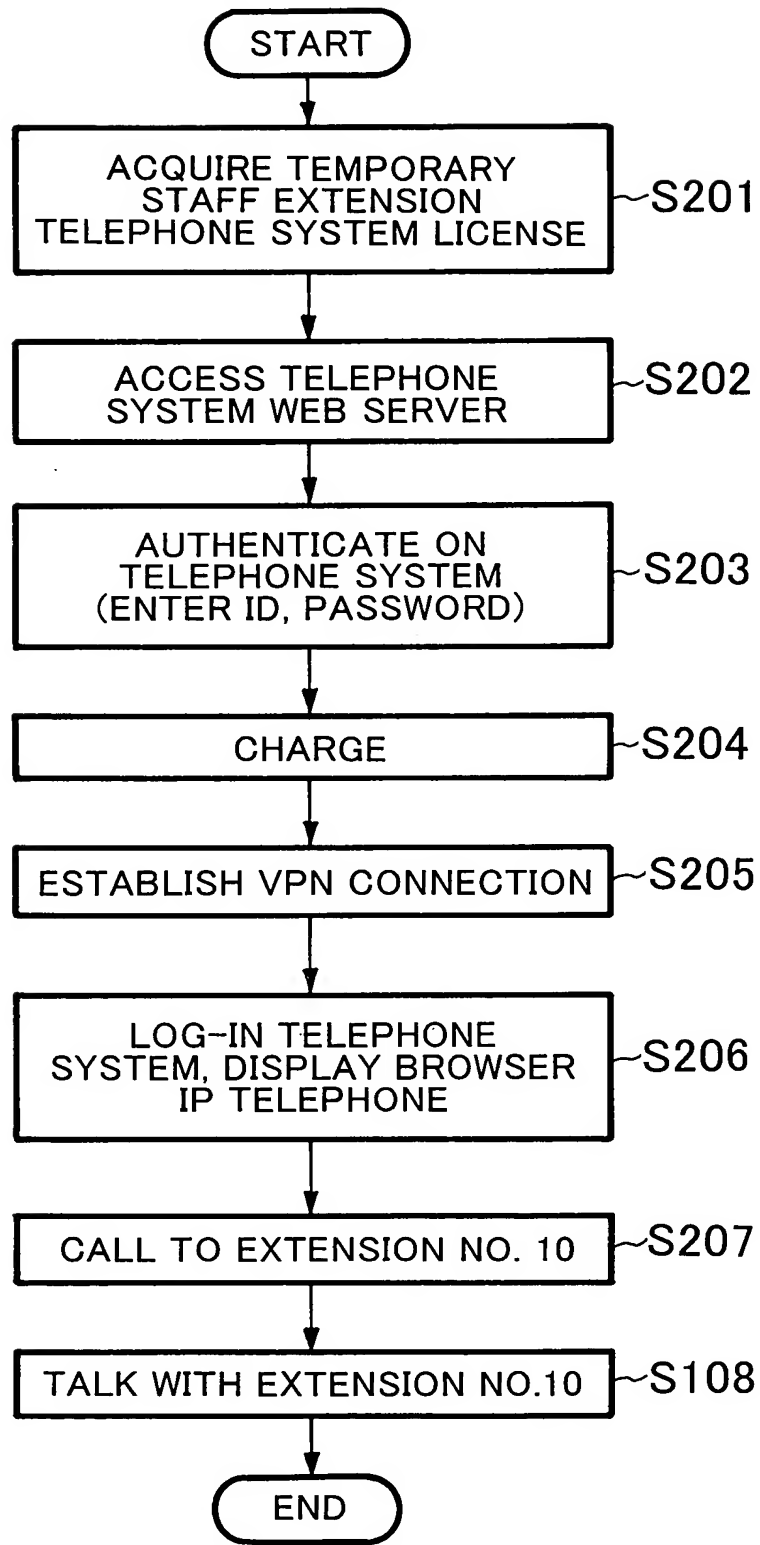 START
ACQUIRE TEMPORARY
STAFF EXTENSION
TELEPHONE SYSTEM LICENSE
S201
ACCESS TELEPHONE
SYSTEM WEB SERVER
S202
AUTHENTICATE ON
TELEPHONE SYSTEM
(ENTER ID, PASSWORD)
S203
CHARGE
S204
ESTABLISH VPN CONNECTION
S205
LOG-IN TELEPHONE
SYSTEM, DISPLAY BROWSER
IP TELEPHONE
S206
CALL TO EXTENSION NO. 10
S207
TALK WITH EXTENSION NO.10
S108
END